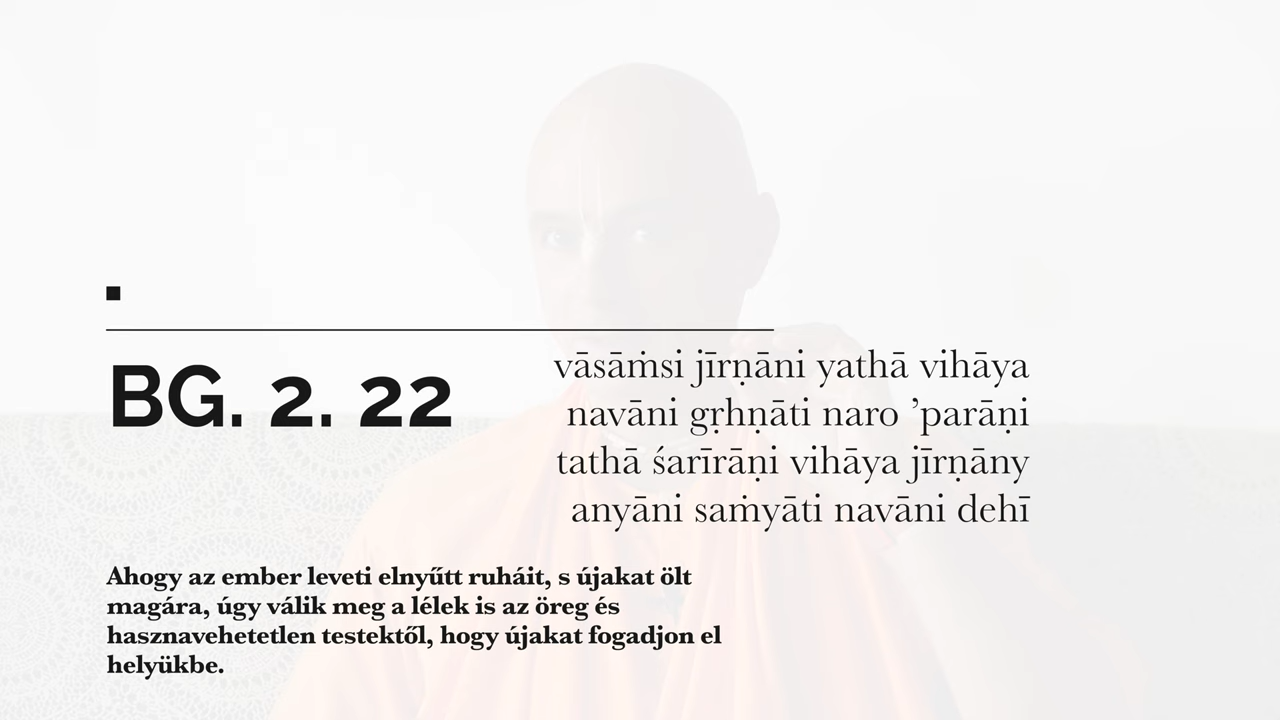 BG. 2. 22
vāsāṁsi jīrṇāni yathā vihāya
navāni gṛhṇāti naro ’parāṇi
tathā śarīrāṇi vihāya jīrṇāny
anyāni saṁyāti navāni dehī
Ahogy az ember leveti elnyűtt ruháit, s újakat ölt
magára, úgy válik meg a lélek is az öreg és
hasznavehetetlen testektől, hogy újakat fogadjon el
helyükbe.